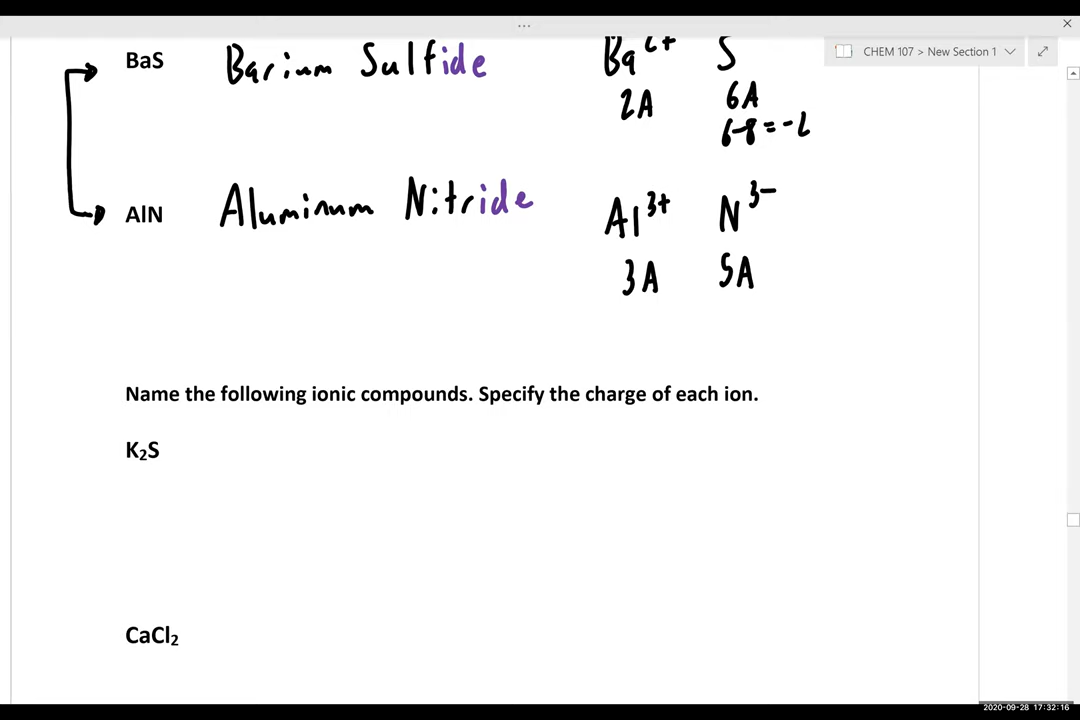 ...
CHEM 107 > New Section 1
BaS Barium Sulfide Ba²⁺ S
2A 6A
6-8=-2
AlN Aluminum Nitride Al³⁺ N³⁻
3A 5A
Name the following ionic compounds. Specify the charge of each ion.
K₂S
CaCl₂
2020-09-28 17:32:16